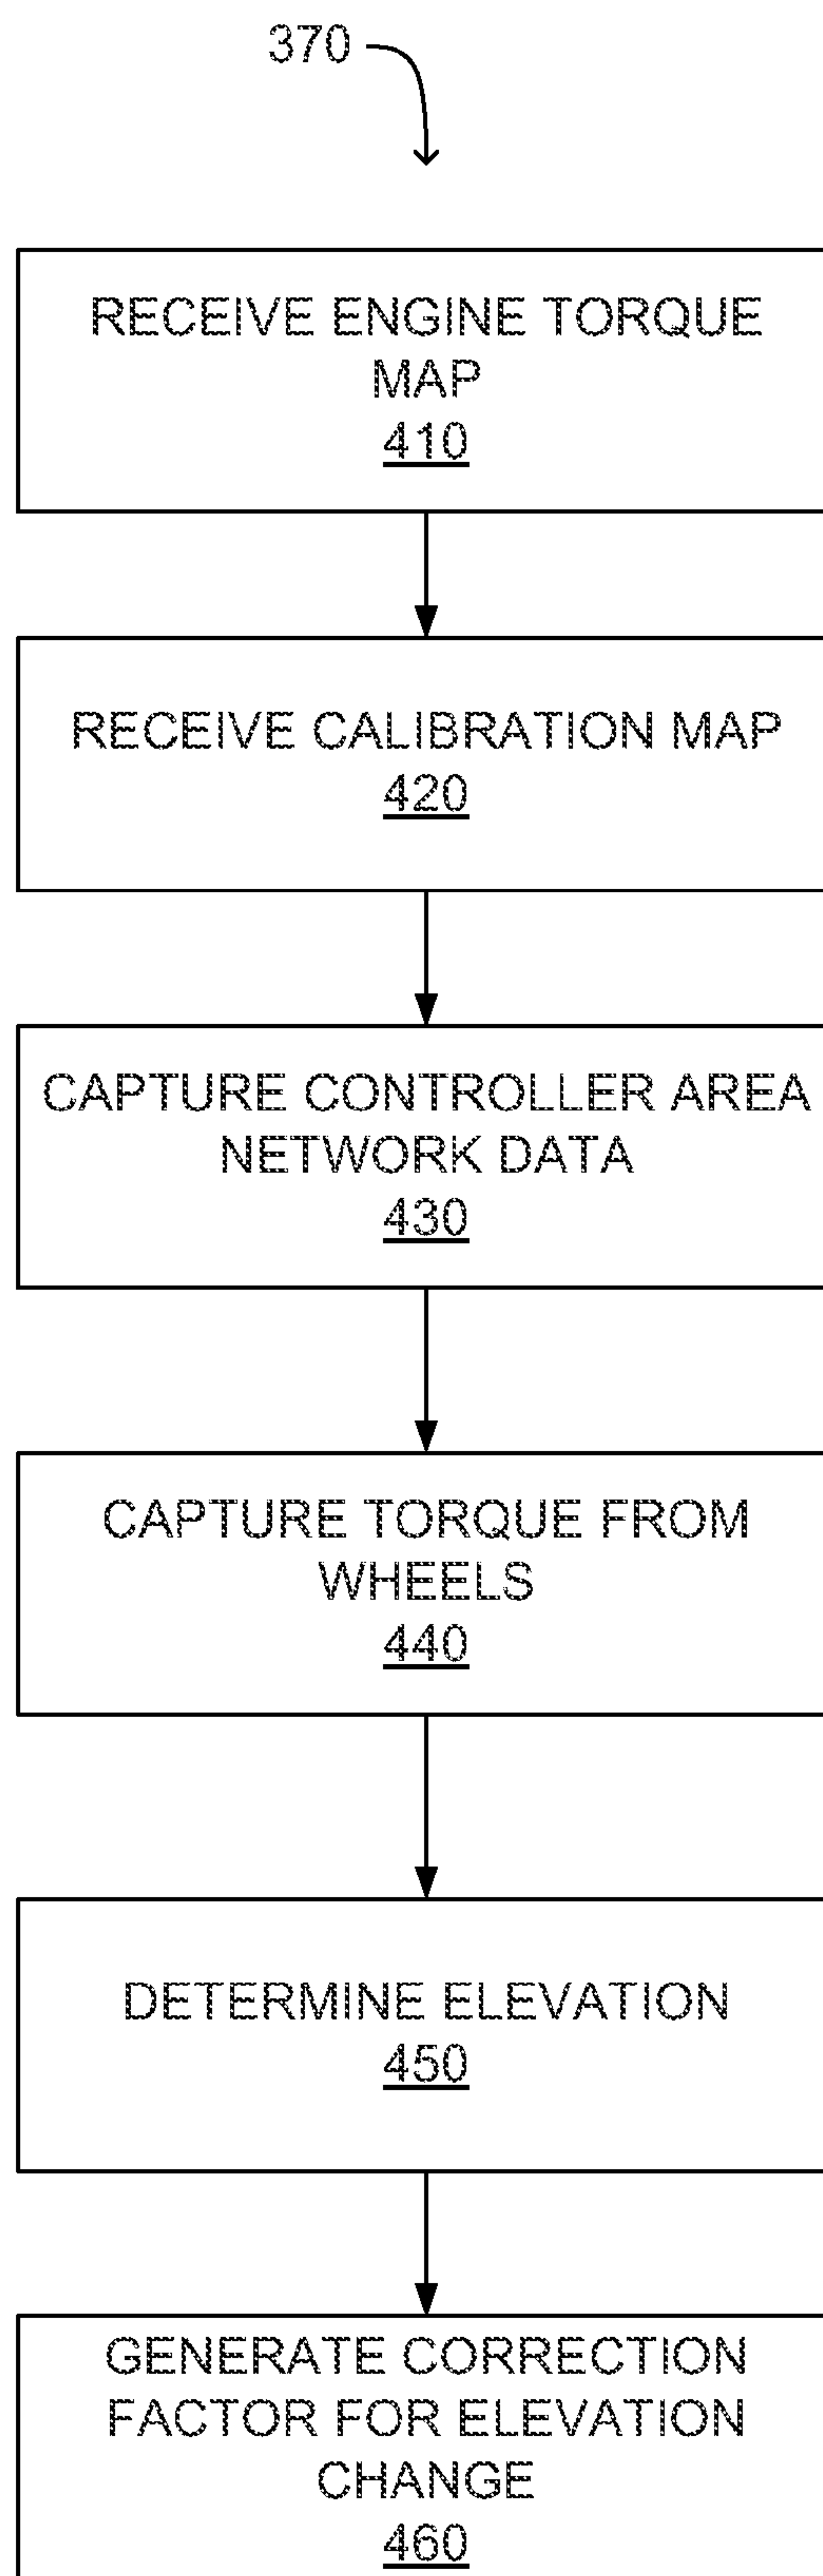 370
RECEIVE ENGINE TORQUE
MAP
410
RECEIVE CALIBRATION MAP
420
CAPTURE CONTROLLER AREA
NETWORK DATA
430
CAPTURE TORQUE FROM
WHEELS
440
DETERMINE ELEVATION
450
GENERATE CORRECTION
FACTOR FOR ELEVATION
CHANGE
460